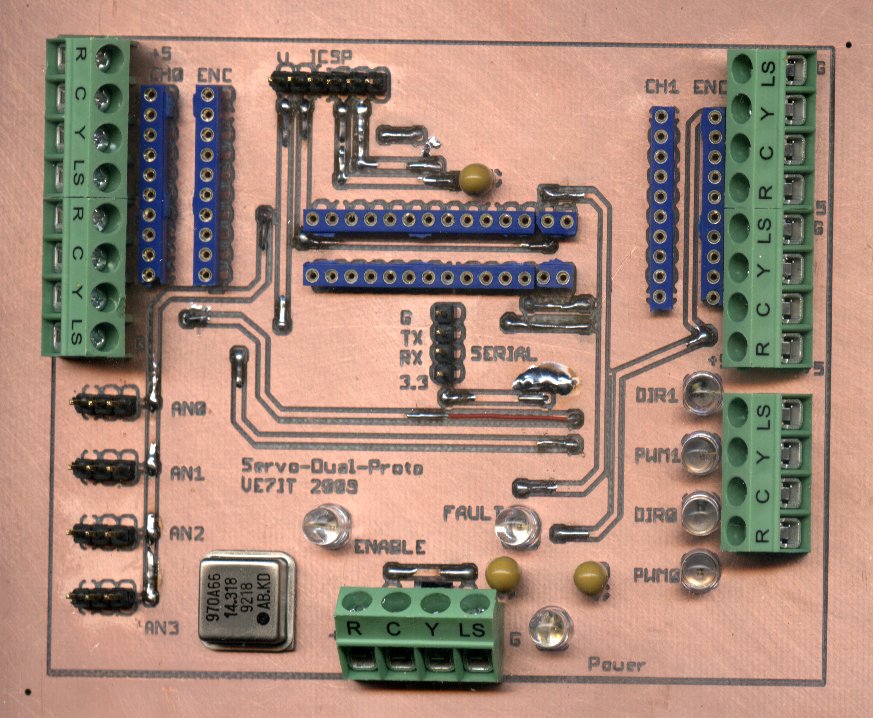 +5
R
C
Y
LS
R
C
Y
LS
CH0 ENC
V ICSP
CH1 ENC
LS
Y
C
R
LS
Y
C
R
G
5
G
5
G
TX
RX
3.3
SERIAL
AN0
AN1
AN2
AN3
Servo-Dual-Proto
VE7IT 2009
FAULT
ENABLE
DIR1
PWM1
DIR0
PWM0
LS
Y
C
R
970A66
14.318
9218
AB.KD
R C Y LS
G
Power